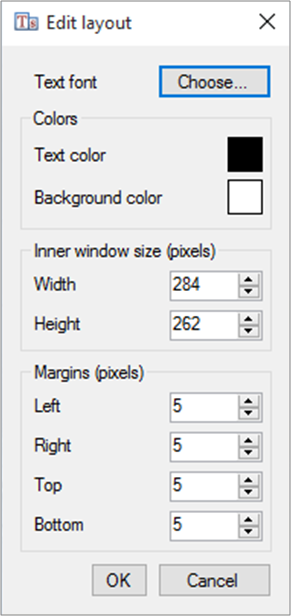 Ts Edit layout
Text font Choose...
Colors
Text color
Background color
Inner window size (pixels)
Width 284
Height 262
Margins (pixels)
Left 5
Right 5
Top 5
Bottom 5
OK Cancel